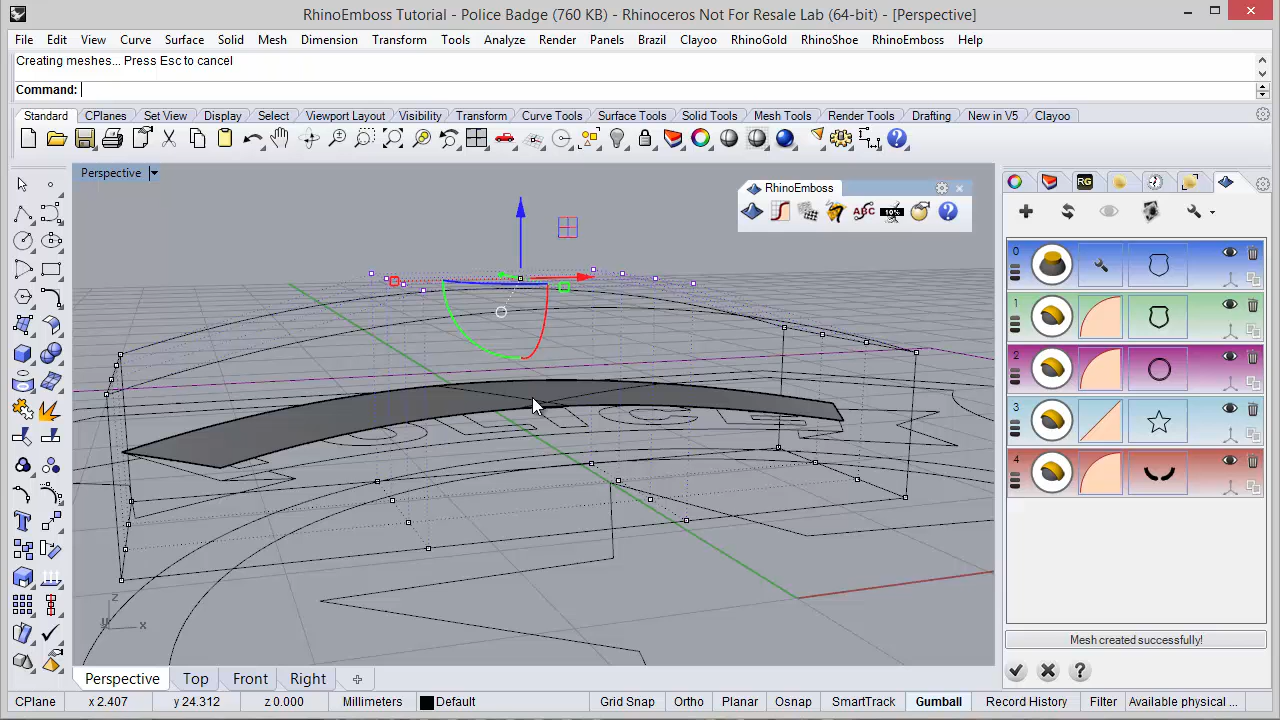 RhinoEmboss Tutorial - Police Badge (760 KB) - Rhinoceros Not For Resale Lab (64-bit) - [Perspective]
File Edit View Curve Surface Solid Mesh Dimension Transform Tools Analyze Render Panels Brazil Clayoo RhinoGold RhinoShoe RhinoEmboss Help
Creating meshes... Press Esc to cancel
Command:
Standard CPlanes Set View Display Select Viewport Layout Visibility Transform Curve Tools Surface Tools Solid Tools Mesh Tools Render Tools Drafting New in V5 Clayoo
Perspective
RhinoEmboss
ABC
10%
RG
0
1
2
3
4
z
y x
Mesh created successfully!
Perspective Top Front Right
CPlane x 2.407 y 24.312 z 0.000 Millimeters Default Grid Snap Ortho Planar Osnap SmartTrack Gumball Record History Filter Available physical ...